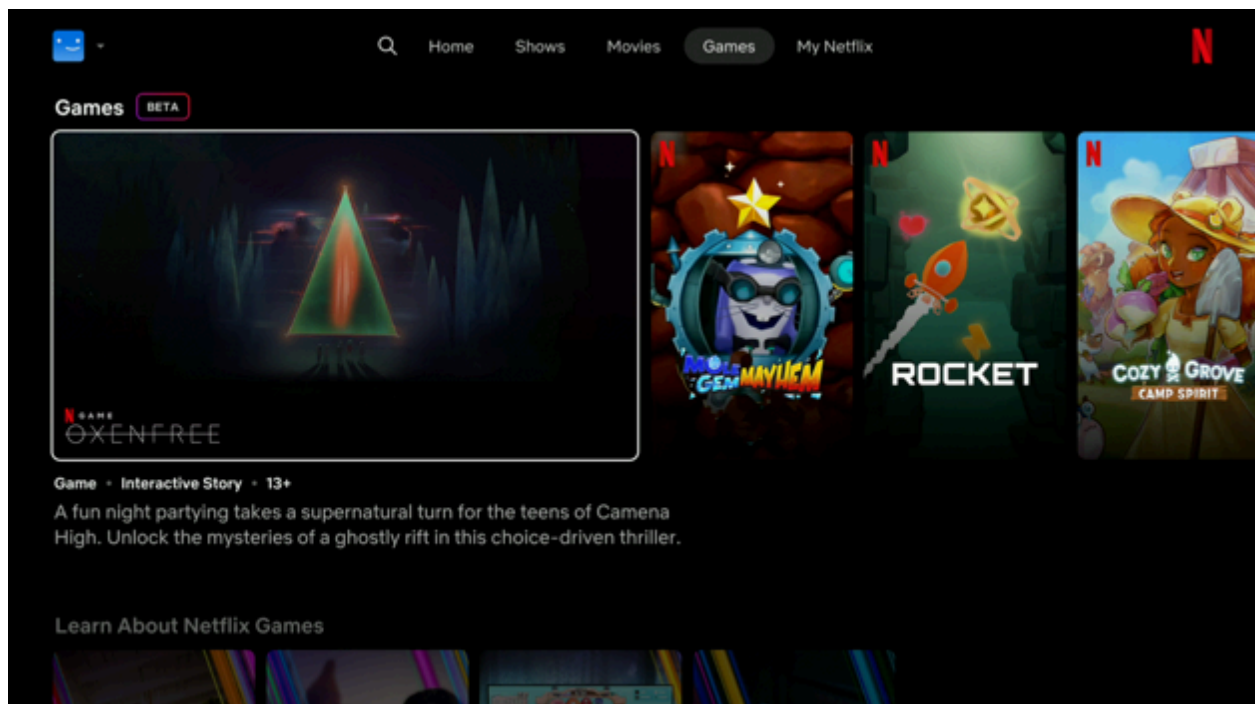 Home Shows Movies Games My Netflix
N
Games BETA
N GAME
OXENFREE
N
MOLE
GEM MAYHEM
N
ROCKET
N
COZY GROVE
CAMP SPIRIT
Game • Interactive Story • 13+
A fun night partying takes a supernatural turn for the teens of Camena
High. Unlock the mysteries of a ghostly rift in this choice-driven thriller.
Learn About Netflix Games